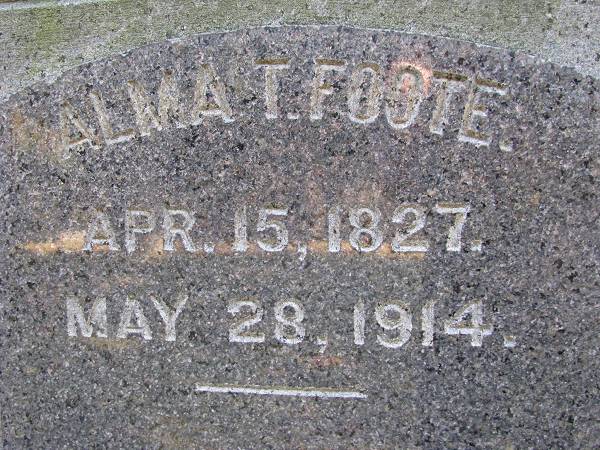 ALMA T. FOOTE.
APR. 15, 1827.
MAY 28, 1914.